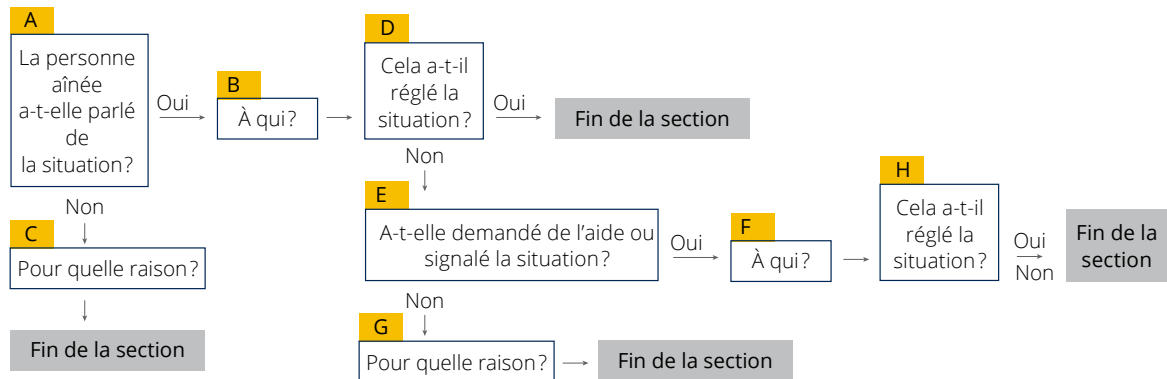 A
La personne
aînée
a-t-elle parlé
de
la situation ?
Oui
B
À qui ?
D
Cela a-t-il
réglé la
situation ?
Oui
Fin de la section
Non
C
Pour quelle raison ?
Fin de la section
Non
E
A-t-elle demandé de l’aide ou
signalé la situation ?
Oui
F
À qui ?
H
Cela a-t-il
réglé la
situation ?
Oui
Non
Fin de la
section
Non
G
Pour quelle raison ?
Fin de la section